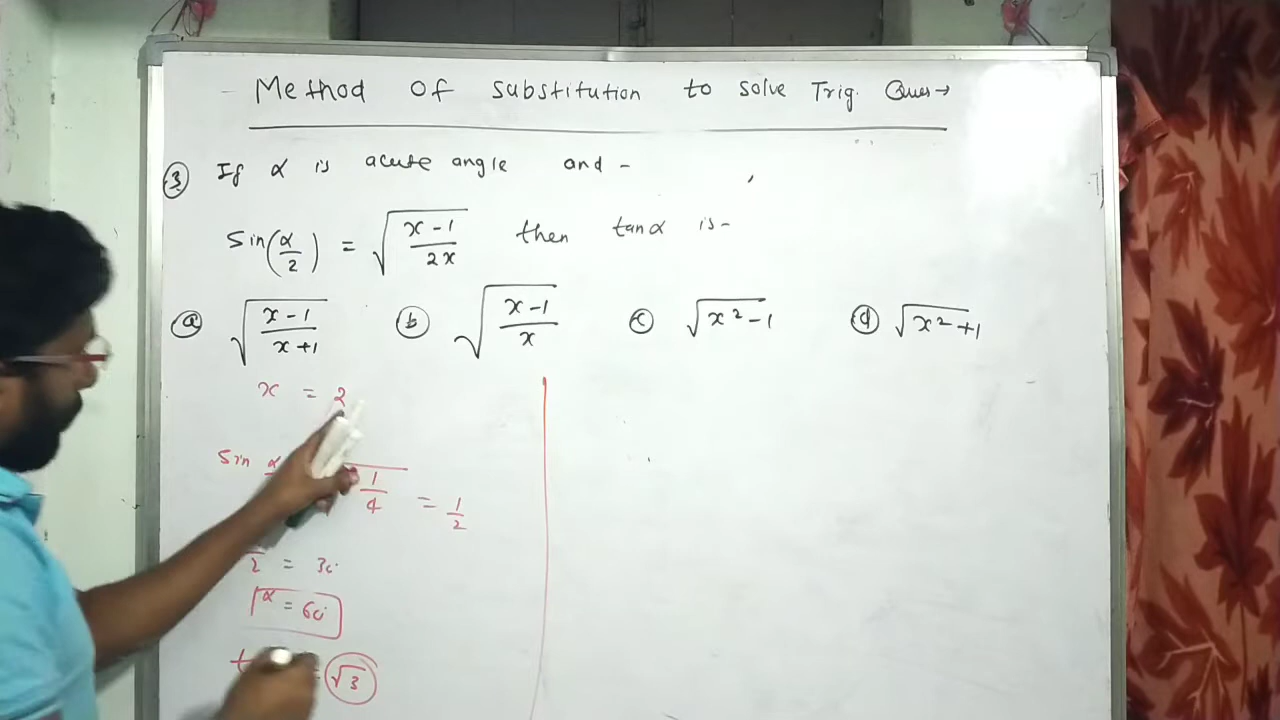 Method of substitution to solve Trig. Ques →
③ If α is acute angle and -
sin(α/2) = √((x-1)/(2x)) then tanα is -
ⓐ √((x-1)/(x+1)) ⓑ √((x-1)/x) ⓒ √(x²-1) ⓓ √(x²+1)
x = 2
sin α 1/4 = 1/2
2 = 30°
α = 60°
t = √3